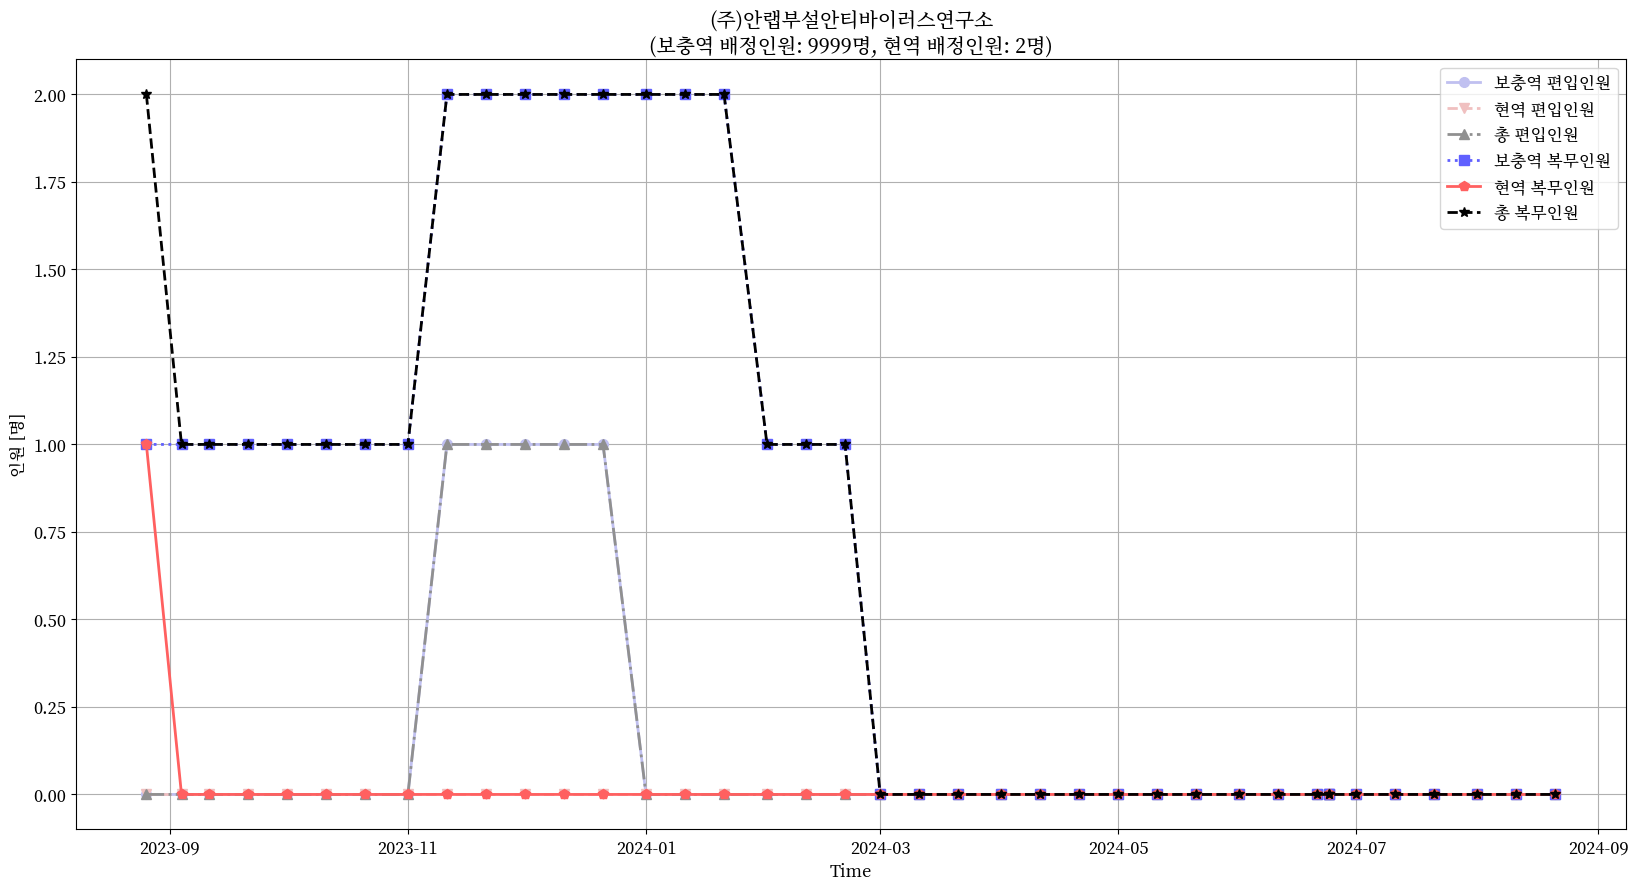 (주)안랩부설안티바이러스연구소
(보충역 배정인원: 9999명, 현역 배정인원: 2명)
보충역 편입인원
현역 편입인원
총 편입인원
보충역 복무인원
현역 복무인원
총 복무인원
2.00
1.75
1.50
1.25
1.00
0.75
0.50
0.25
0.00
인원 [명]
2023-09
2023-11
2024-01
2024-03
2024-05
2024-07
2024-09
Time